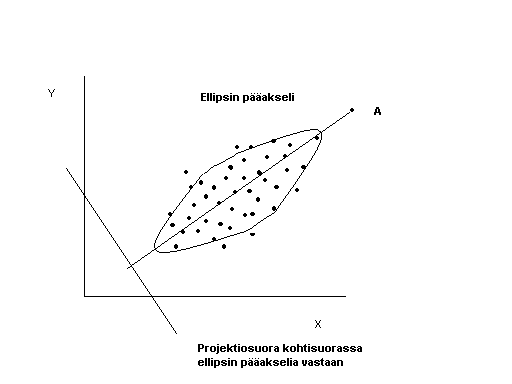 Y
Ellipsin pääakseli
A
X
Projektiosuora kohtisuorassa
ellipsin pääakselia vastaan